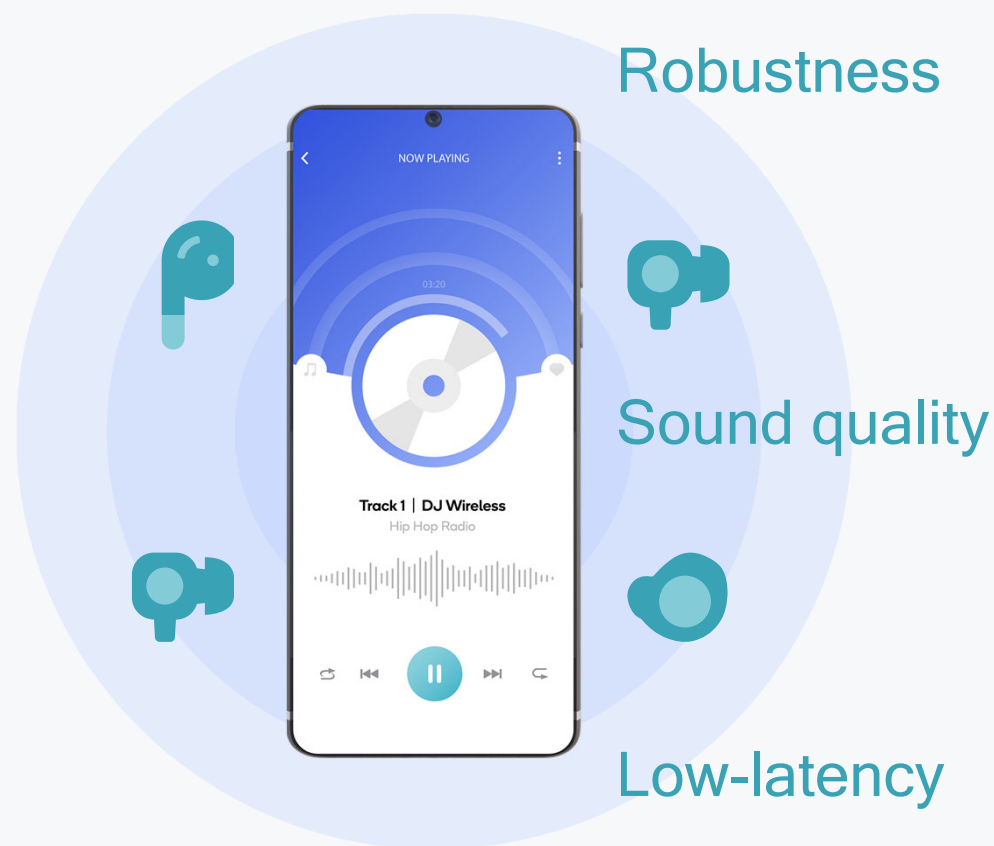 Robustness
NOW PLAYING
03:20
Sound quality
Track 1 | DJ Wireless
Hip Hop Radio
Low-latency